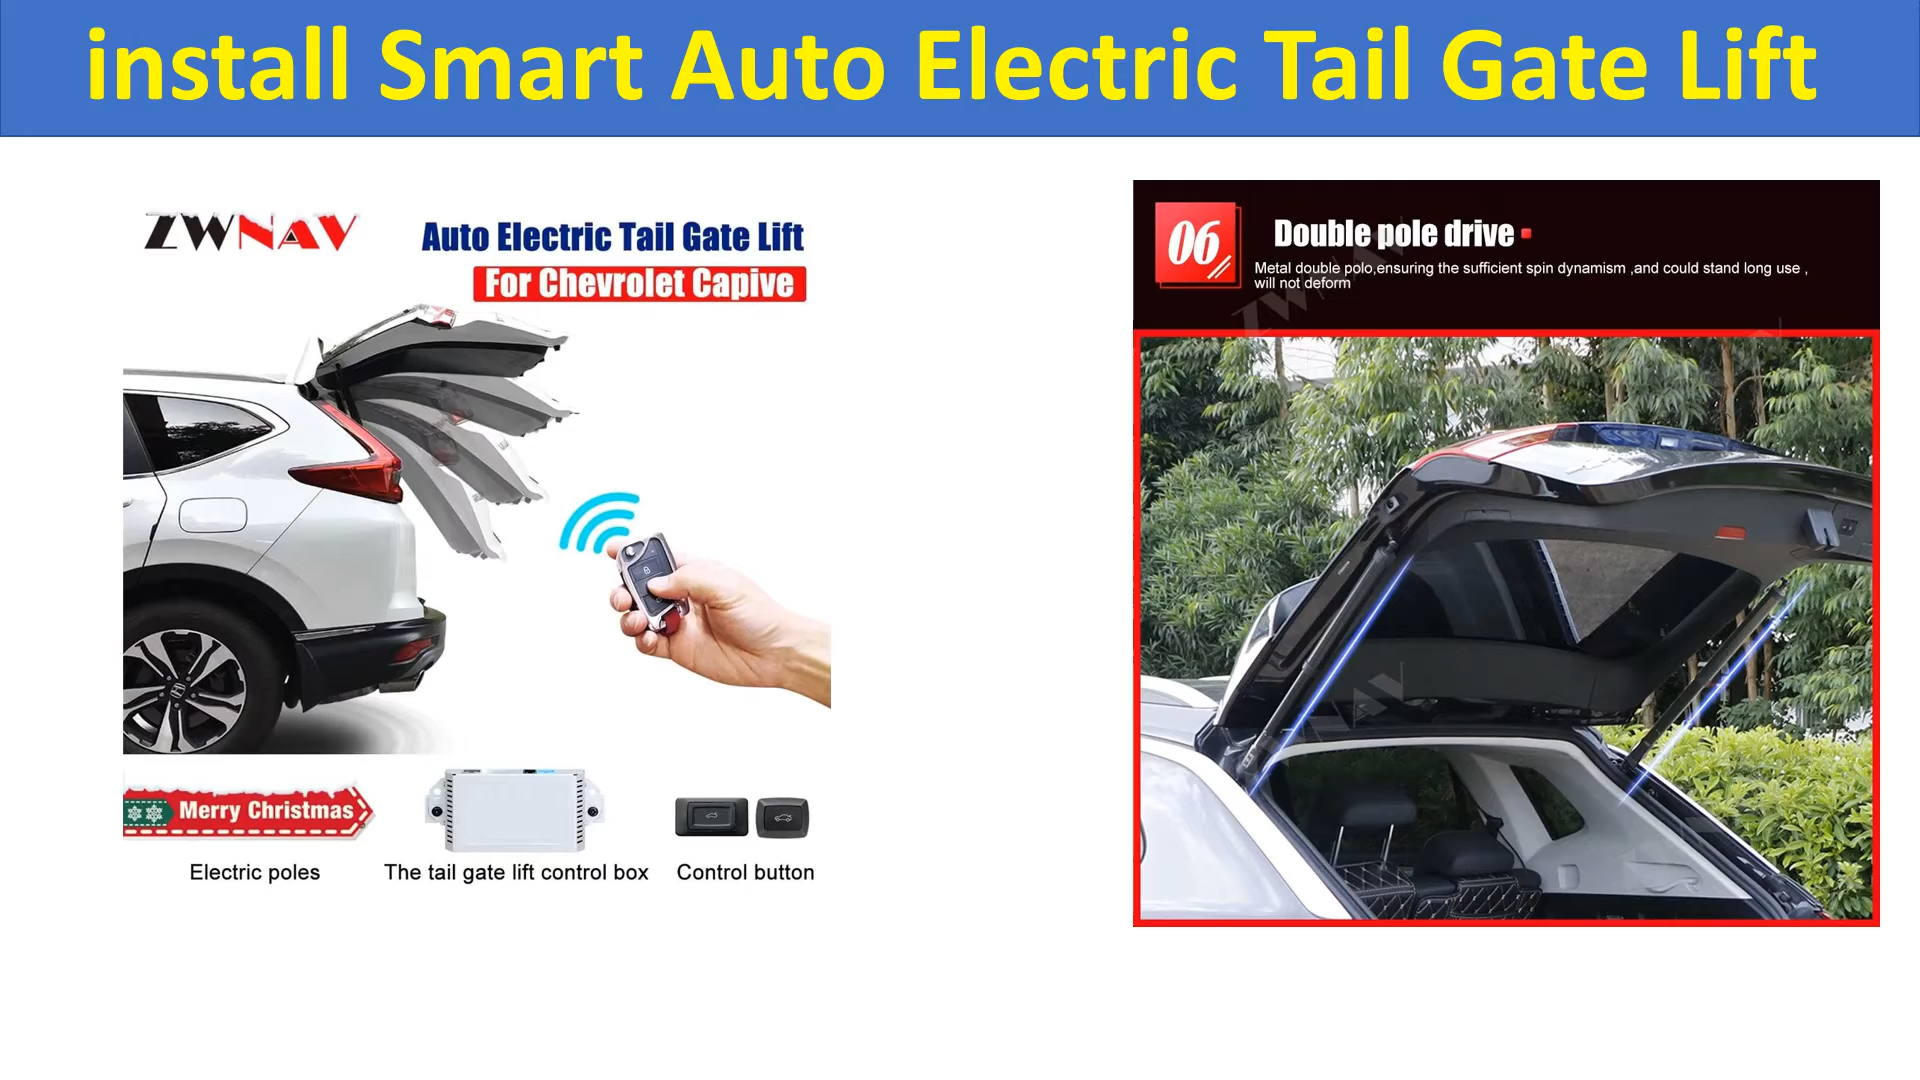 install Smart Auto Electric Tail Gate Lift
ZWNAV
Auto Electric Tail Gate Lift
For Chevrolet Capive
Merry Christmas
Electric poles
The tail gate lift control box
Control button
06
Double pole drive
Metal double polo,ensuring the sufficient spin dynamism ,and could stand long use ,
will not deform
ZWNAV
ZWNAV